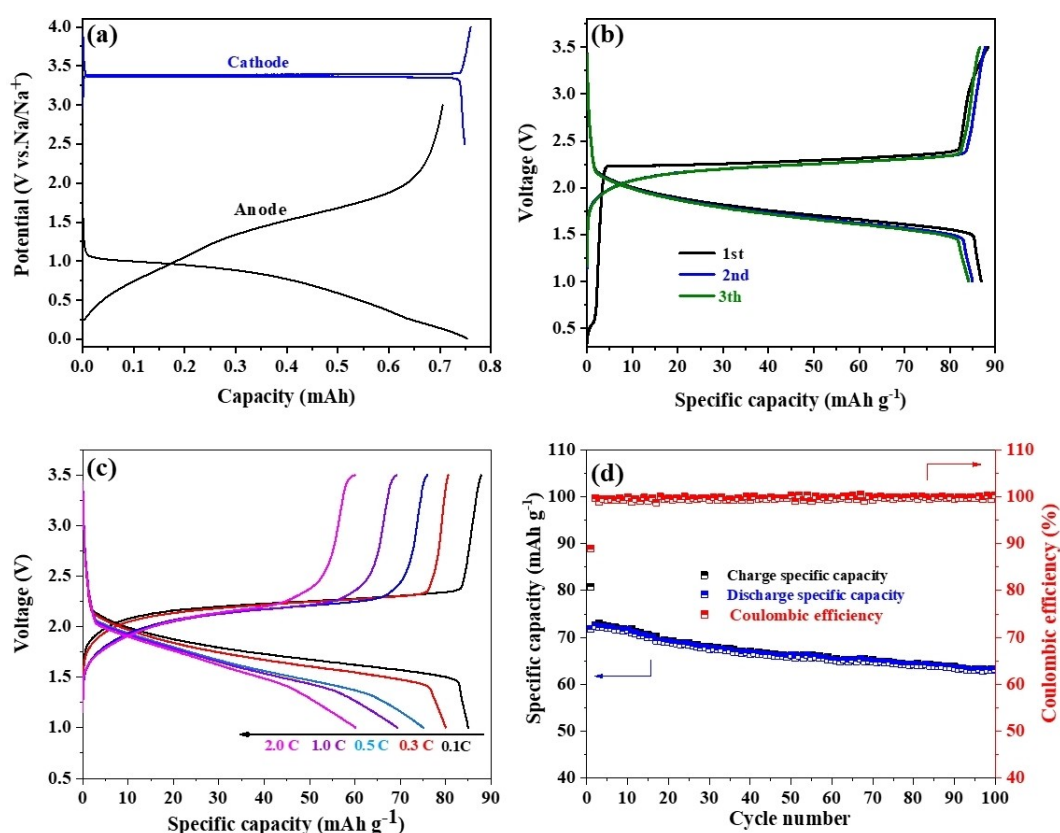 (a)
Potential (V vs.Na/Na⁺)
4.0
3.5
3.0
2.5
2.0
1.5
1.0
0.5
0.0
Cathode
Anode
0.0 0.1 0.2 0.3 0.4 0.5 0.6 0.7 0.8
Capacity (mAh)
(b)
Voltage (V)
3.5
3.0
2.5
2.0
1.5
1.0
0.5
1st
2nd
3th
0 10 20 30 40 50 60 70 80 90
Specific capacity (mAh g⁻¹)
(c)
Voltage (V)
3.5
3.0
2.5
2.0
1.5
1.0
0.5
2.0 C 1.0 C 0.5 C 0.3 C 0.1C
0 10 20 30 40 50 60 70 80 90
Specific capacity (mAh g⁻¹)
(d)
Specific capacity (mAh g⁻¹)
110
100
90
80
70
60
50
40
Charge specific capacity
Discharge specific capacity
Coulombic efficiency
110
100
90
80
70
60
50
40
Coulombic efficiency (%)
0 10 20 30 40 50 60 70 80 90 100
Cycle number